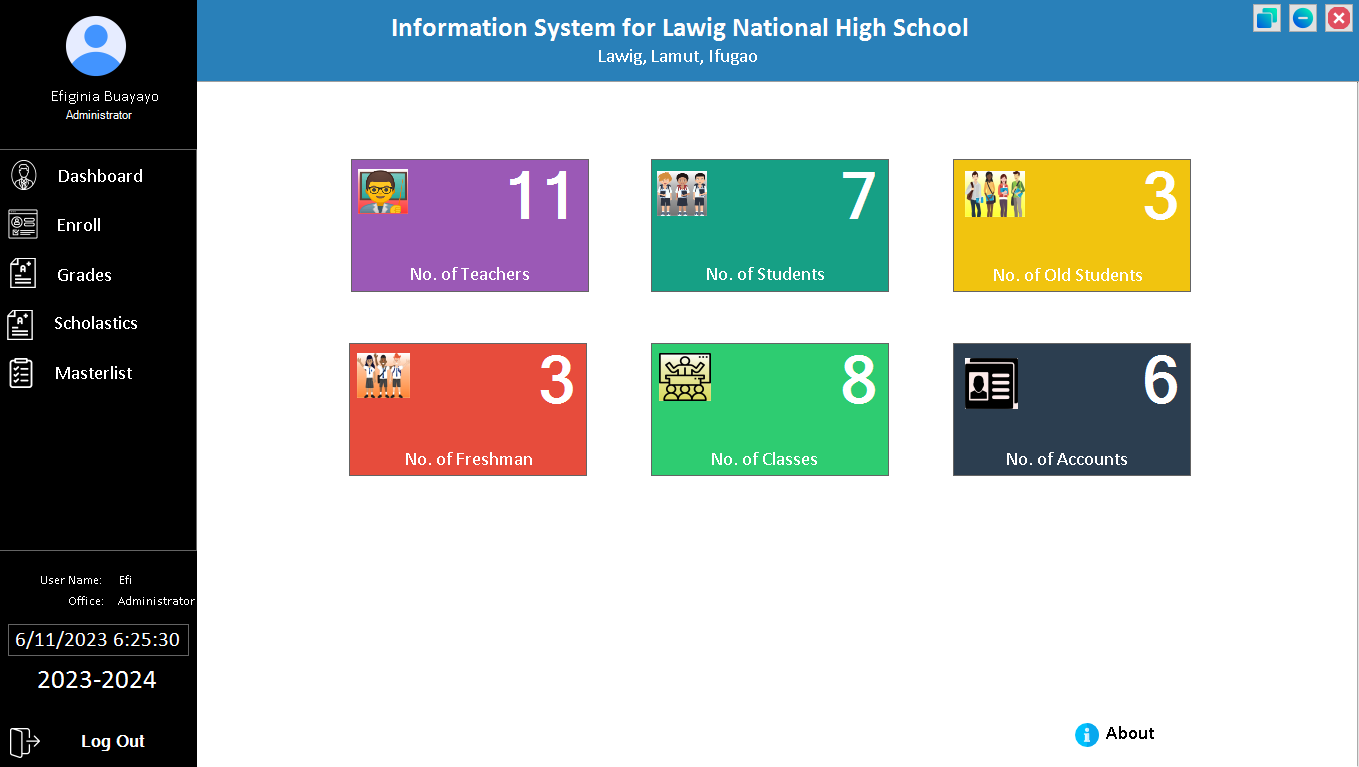 Efiginia Buayayo
Administrator
Dashboard
Enroll
Grades
Scholastics
Masterlist
User Name: Efi
Office: Administrator
6/11/2023 6:25:30
2023-2024
Log Out
Information System for Lawig National High School
Lawig, Lamut, Ifugao
11
No. of Teachers
7
No. of Students
3
No. of Old Students
3
No. of Freshman
8
No. of Classes
6
No. of Accounts
About